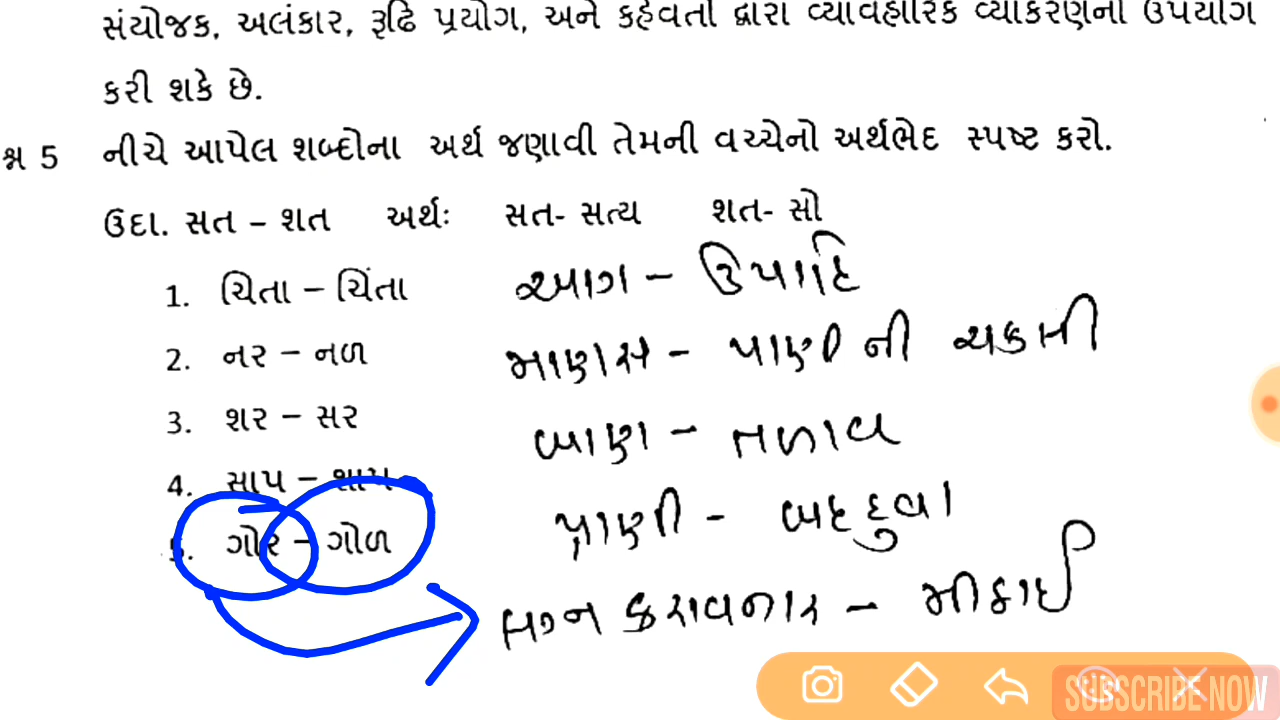 સંયોજક, અલંકાર, રૂઢિ પ્રયોગ, અને કહેવતો દ્વારા વ્યાવહારિક વ્યાકરણનો ઉપયોગ
કરી શકે છે.
શ્ન 5 નીચે આપેલ શબ્દોના અર્થ જણાવી તેમની વચ્ચેનો અર્થભેદ સ્પષ્ટ કરો.
ઉદા. સત – શત અર્થઃ સત- સત્ય શત- સો
1. ચિતા – ચિંતા આગ – ઉપાદિ
2. નર – નળ માણસ – પાણી ની ચકલી
3. શર – સર બાણ – તળાવ
4. સાપ – શાપ પ્રાણી – બદદુવા
5. ગોર – ગોળ લગ્ન કરાવનાર – મીઠાઈ
SUBSCRIBE NOW